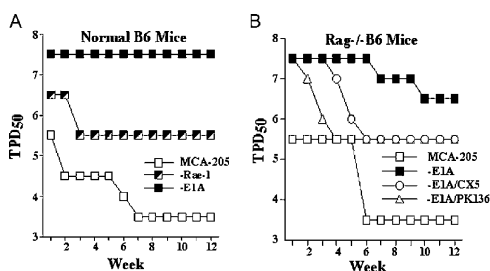 A
Normal B6 Mice
8
7
6
5
4
3
TPD50
MCA-205
-Rae-1
-E1A
2 4 6 8 10 12
Week
B
Rag-/-B6 Mice
8
7
6
5
4
3
TPD50
MCA-205
-E1A
-E1A/CX5
-E1A/PK136
2 4 6 8 10 12
Week